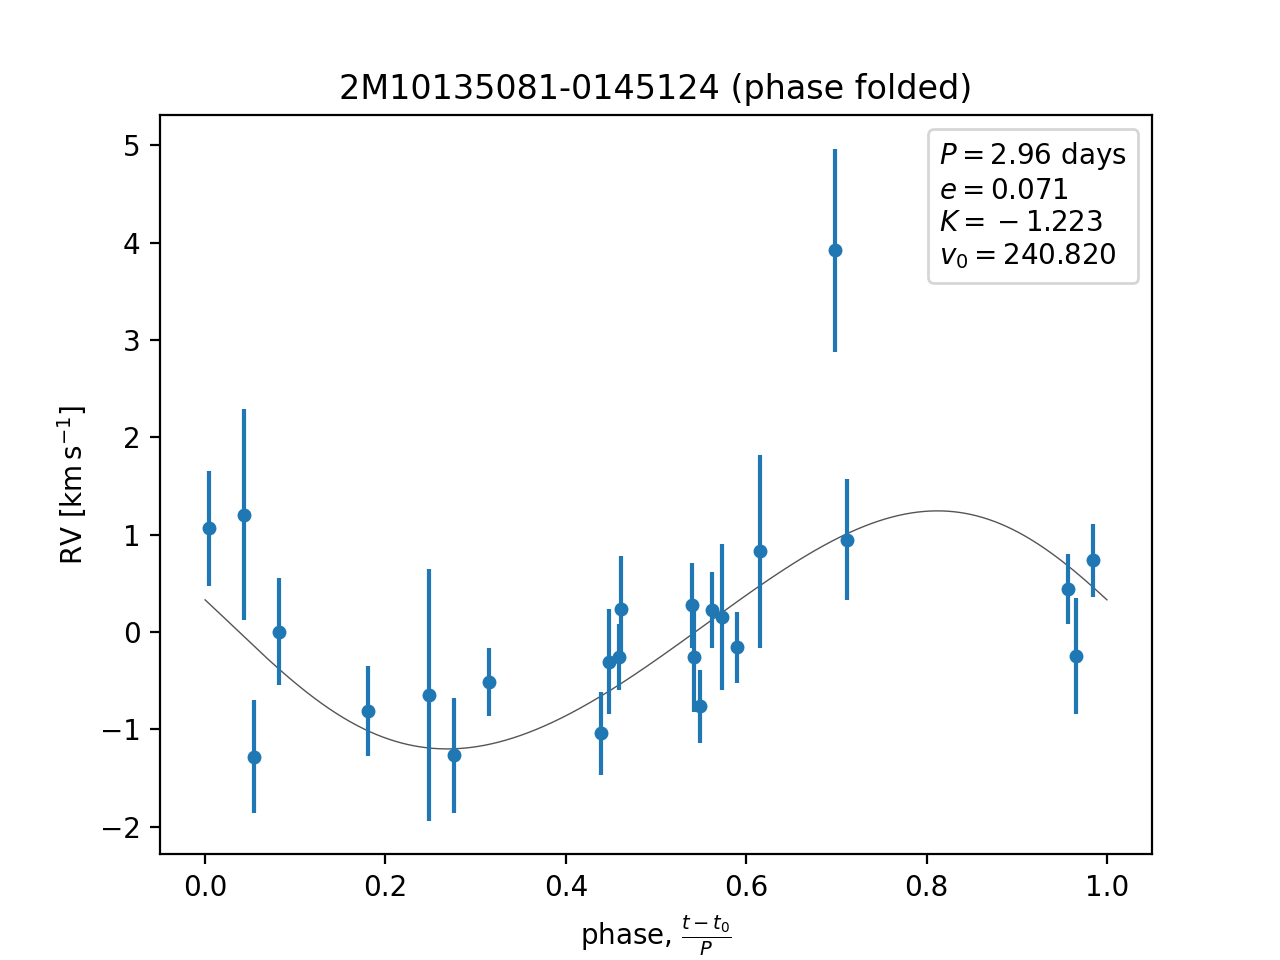 2M10135081-0145124 (phase folded)
P = 2.96 days
e = 0.071
K = −1.223
v₀ = 240.820
RV [km s⁻¹]
5
4
3
2
1
0
−1
−2
0.0 0.2 0.4 0.6 0.8 1.0
phase, (t − t₀)/P